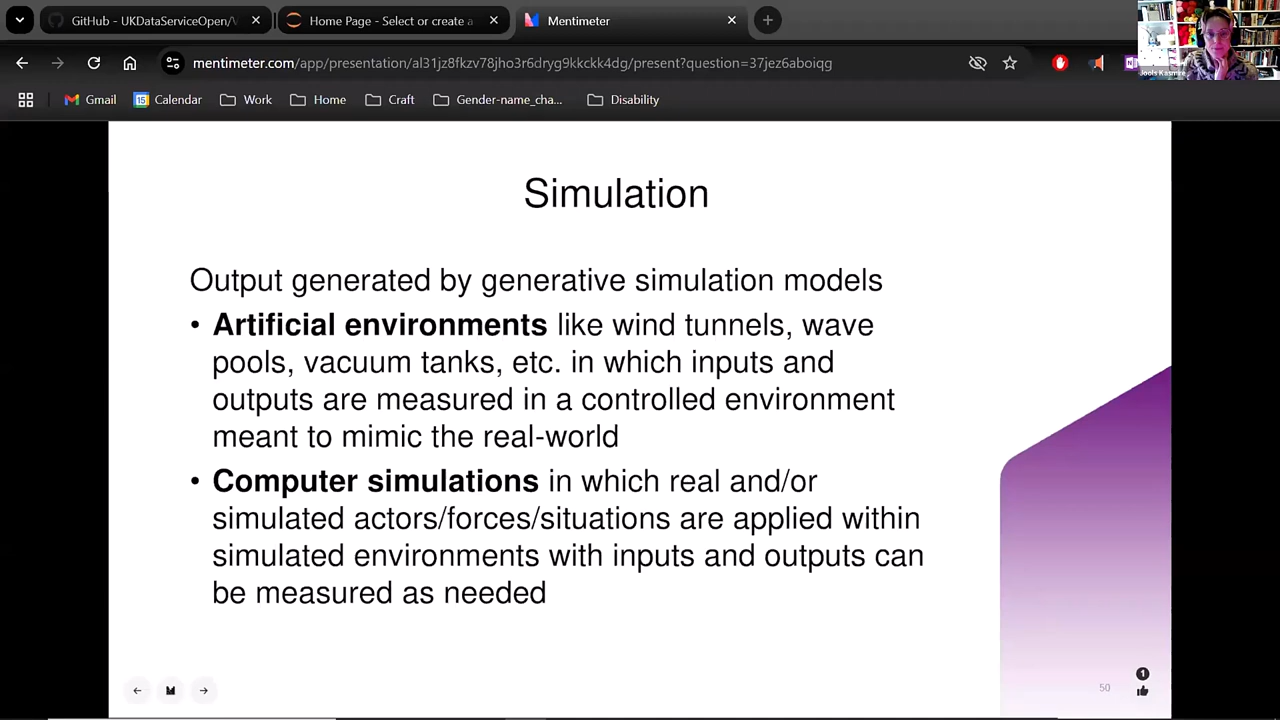 GitHub - UKDataServiceOpen/
Home Page - Select or create a
Mentimeter
mentimeter.com/app/presentation/al31jz8fkv78jho3r6dryg9kkckk4dg/present?question=37jez6aboiqg
Gmail
15 Calendar
Work
Home
Craft
Gender-name_cha...
Disability
Jools Kasmire
Simulation
Output generated by generative simulation models
• Artificial environments like wind tunnels, wave
pools, vacuum tanks, etc. in which inputs and
outputs are measured in a controlled environment
meant to mimic the real-world
• Computer simulations in which real and/or
simulated actors/forces/situations are applied within
simulated environments with inputs and outputs can
be measured as needed
50
1